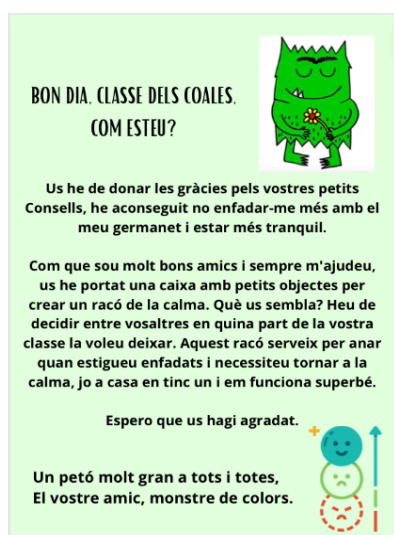 BON DIA, CLASSE DELS COALES,
COM ESTEU?
Us he de donar les gràcies pels vostres petits
Consells, he aconseguit no enfadar-me més amb el
meu germanet i estar més tranquil.
Com que sou molt bons amics i sempre m'ajudeu,
us he portat una caixa amb petits objectes per
crear un racó de la calma. Què us sembla? Heu de
decidir entre vosaltres en quina part de la vostra
classe la voleu deixar. Aquest racó serveix per anar
quan estigueu enfadats i necessiteu tornar a la
calma, jo a casa en tinc un i em funciona superbé.
Espero que us hagi agradat.
Un petó molt gran a tots i totes,
El vostre amic, monstre de colors.